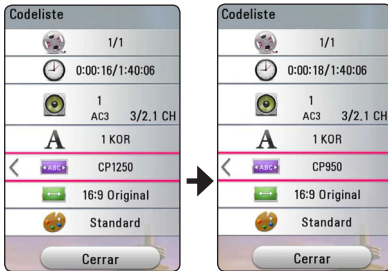 Codeliste
1/1
0:00:16/1:40:06
1
AC3 3/2.1 CH
A 1 KOR
ABC CP1250
16:9 Original
Standard
Cerrar
Codeliste
1/1
0:00:18/1:40:06
1
AC3 3/2.1 CH
A 1 KOR
ABC CP950
16:9 Original
Standard
Cerrar